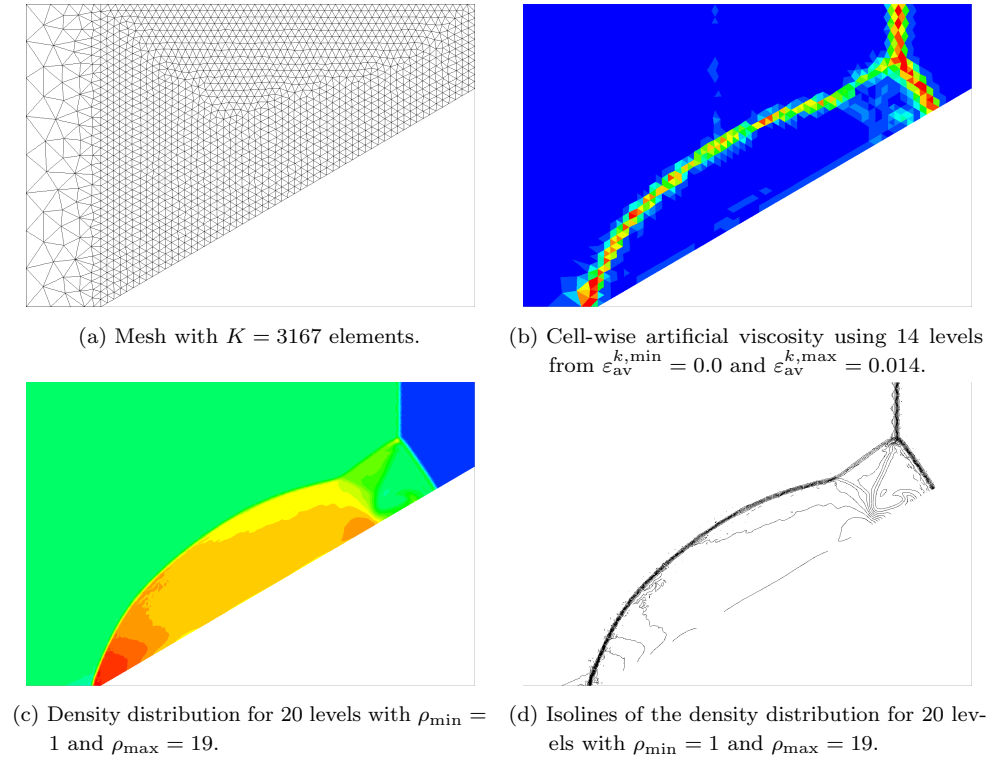 (a) Mesh with K = 3167 elements.
(b) Cell-wise artificial viscosity using 14 levels
from ε_av^{k,min} = 0.0 and ε_av^{k,max} = 0.014.
(c) Density distribution for 20 levels with ρ_min =
1 and ρ_max = 19.
(d) Isolines of the density distribution for 20 lev-
els with ρ_min = 1 and ρ_max = 19.